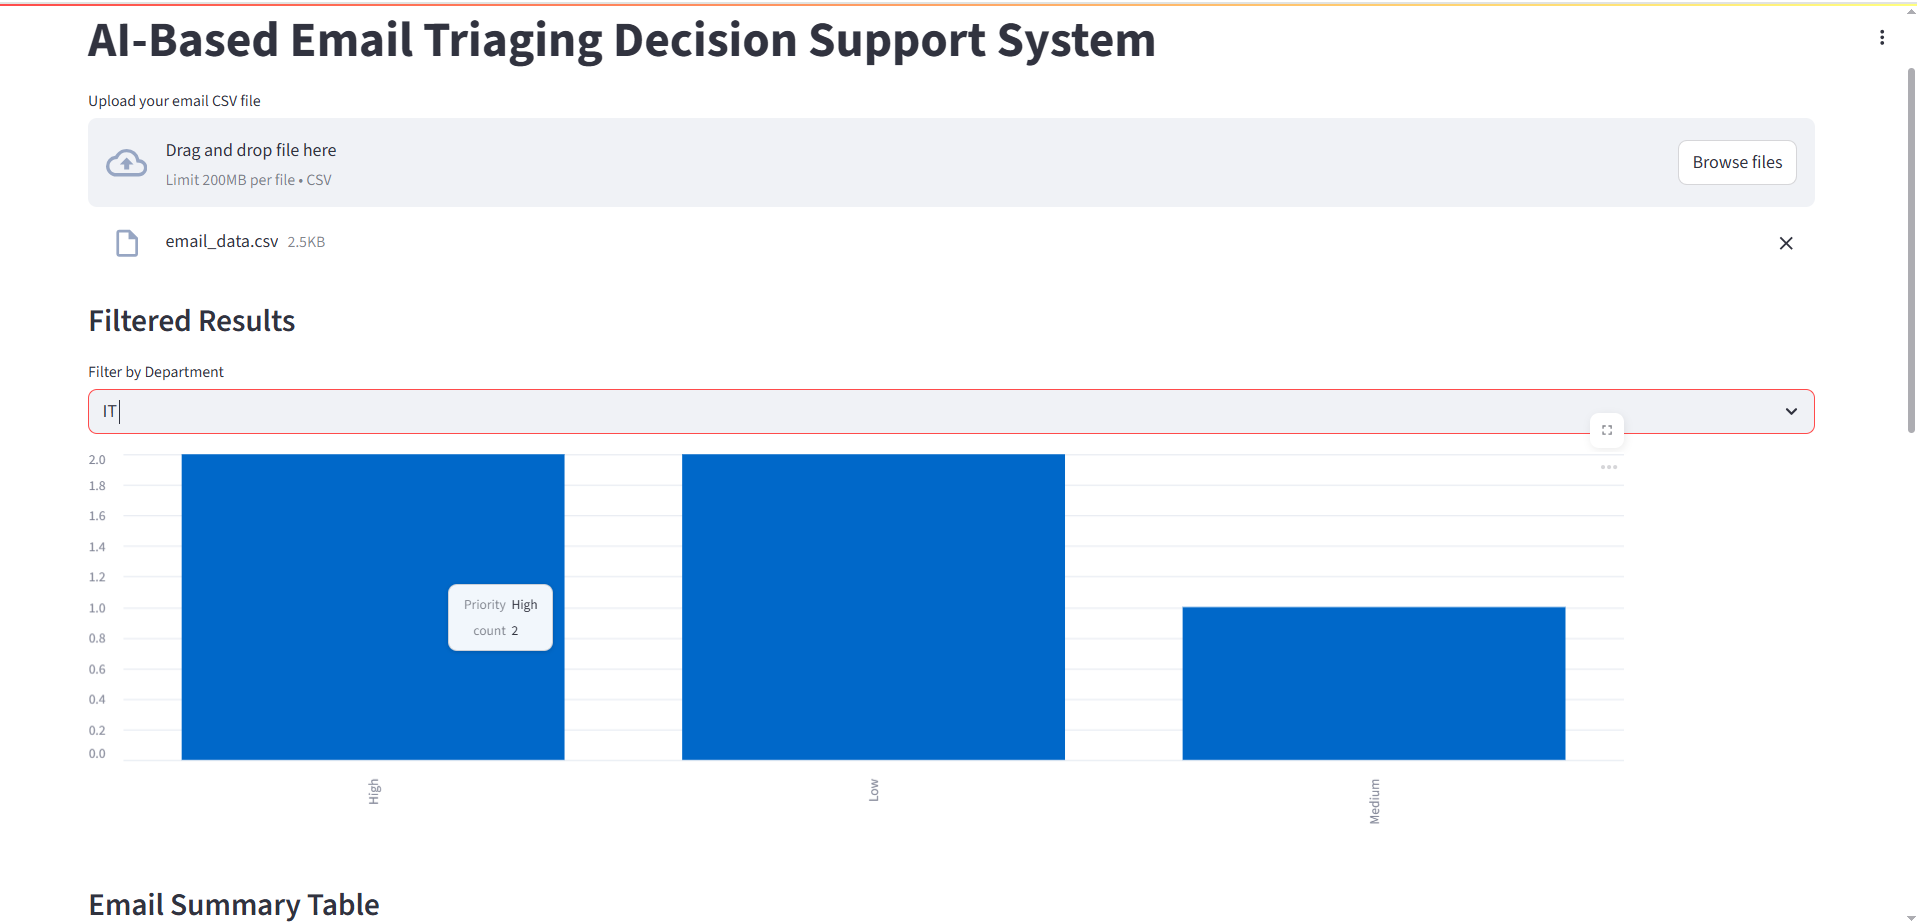 AI-Based Email Triaging Decision Support System
Upload your email CSV file
Drag and drop file here
Limit 200MB per file • CSV
Browse files
email_data.csv 2.5KB
Filtered Results
Filter by Department
IT
2.0
1.8
1.6
1.4
1.2
1.0
0.8
0.6
0.4
0.2
0.0
Priority High
count 2
High
Low
Medium
Email Summary Table